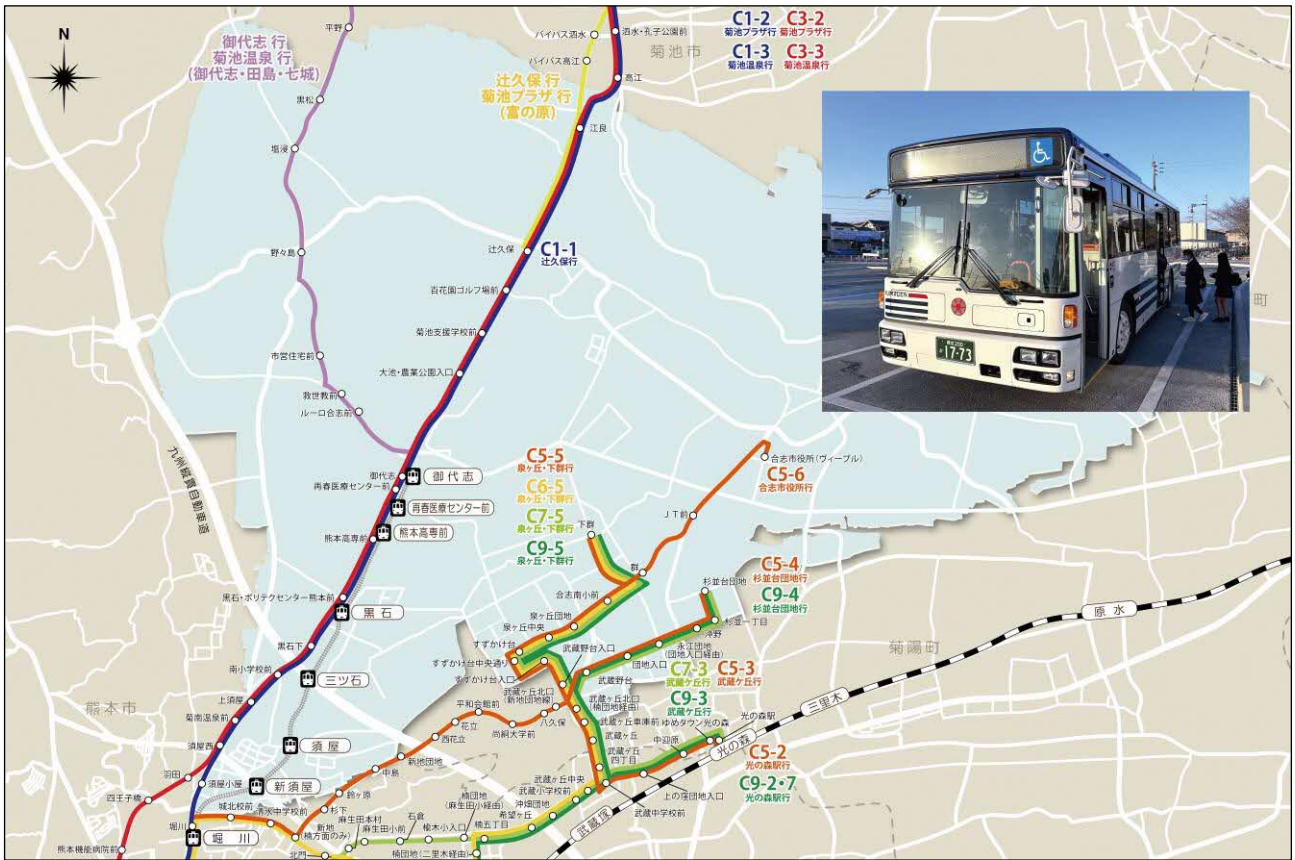 N
御代志 行
菊池温泉 行
(御代志・田島・七城)
平野
黒松
塩浸
野々島
市営住宅前
救世教前
ルーロ合志前
バイパス泗水
バイパス高江
辻久保 行
菊池プラザ 行
(富の原)
泗水・孔子公園前
菊池市
高江
江良
C1-2
菊池プラザ行
C3-2
菊池プラザ行
C1-3
菊池温泉行
C3-3
菊池温泉行
辻久保
C1-1
辻久保行
百花園ゴルフ場前
菊池支援学校前
大池・農業公園入口
町
17-73
九州縦貫自動車道
御代志
御代志
再春医療センター前
再春医療センター前
熊本高専前
熊本高専前
黒石・ポリテクセンター熊本前
黒石
黒石下
三ツ石
南小学校前
上須屋
菊南温泉前
須屋西
須屋
須屋小屋
新須屋
羽田
四王子橋
熊本市
熊本機能病院前
堀川
堀川
城北校前
清水中学校前
新地
(楠方面のみ)
北門
杉下
鈴ヶ原
中島
新地団地
西花立
花立
平和会館前
尚絅大学前
八久保
麻生田本村
麻生田小前
石倉
楡木小入口
楠団地
(麻生田小経由)
楠団地(二里木経由)
楠五丁目
希望ヶ丘
沖畑団地
武蔵小学校前
武蔵ヶ丘中央
C5-5
泉ヶ丘・下群行
C6-5
泉ヶ丘・下群行
C7-5
泉ヶ丘・下群行
C9-5
泉ヶ丘・下群行
下群
群
JT前
合志市役所(ヴィーブル)
C5-6
合志市役所行
合志南小前
泉ヶ丘団地
泉ヶ丘中央
すずかけ台
すずかけ台中央通り
すずかけ台入口
武蔵野台入口
武蔵ヶ丘北口
(新地団地線)
杉並台団地
C5-4
杉並台団地行
C9-4
杉並台団地行
杉並一丁目
沖野
永江団地
(団地入口経由)
団地入口
武蔵野台
C7-3
武蔵ケ丘行
C5-3
武蔵ケ丘行
C9-3
武蔵ケ丘行
武蔵ヶ丘北口
(楠団地経由)
武蔵ヶ丘車庫前
武蔵ヶ丘
武蔵ヶ丘
四丁目
ゆめタウン光の森
光の森駅
中迎原
光の森
三里木
原水
菊陽町
C5-2
光の森駅行
C9-2・7
光の森駅行
上の窪団地入口
武蔵中学校前
武蔵塚